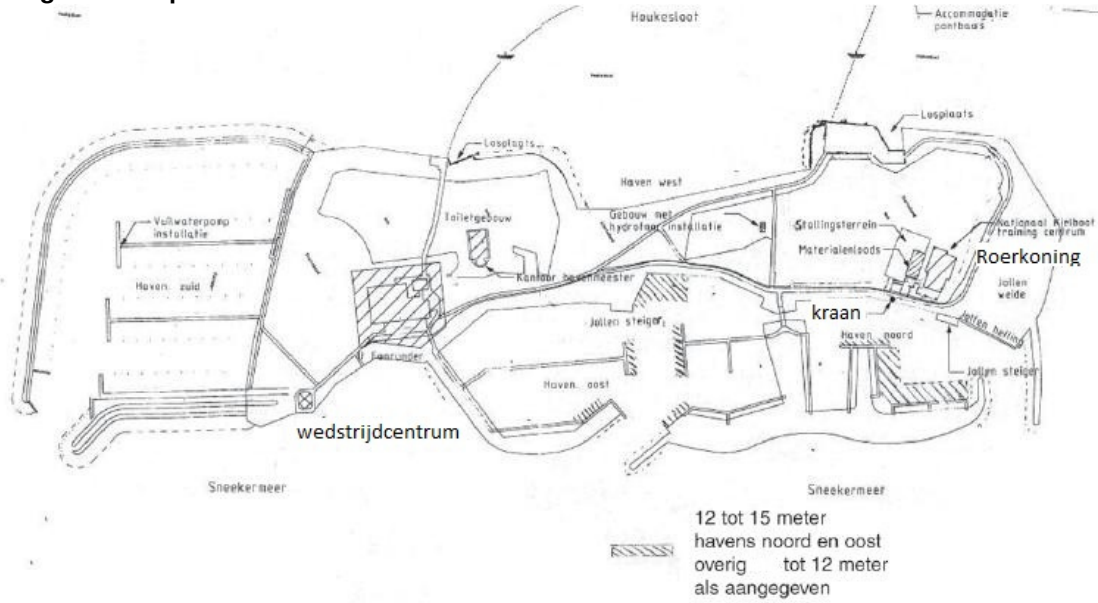 Houkesloot
Accommodatie
pontbaars
Losplaats
Losplaats
Haven west
Vuilwaterpomp
installatie
Toiletgebouw
Gebouw met
hydrofoor installatie
Stallingsterrein
Nationaal Kielboot
training centrum
Materialenloods
Roerkoning
Kantoor havenmeester
Haven zuid
Jollen
weide
kraan
Jollen steiger
Haven noord
Jollen helling
Jollen steiger
Haven oost
wedstrijdcentrum
Sneekermeer
Sneekermeer
12 tot 15 meter
havens noord en oost
overig tot 12 meter
als aangegeven